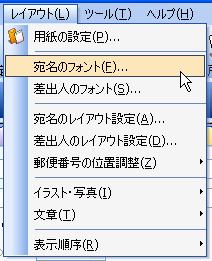 レイアウト(L) ツール(T) ヘルプ(H)
用紙の設定(P)...
宛名のフォント(F)...
差出人のフォント(S)...
宛名のレイアウト設定(A)...
差出人のレイアウト設定(D)...
郵便番号の位置調整(Z)
イラスト・写真(I)
文章(T)
表示順序(R)